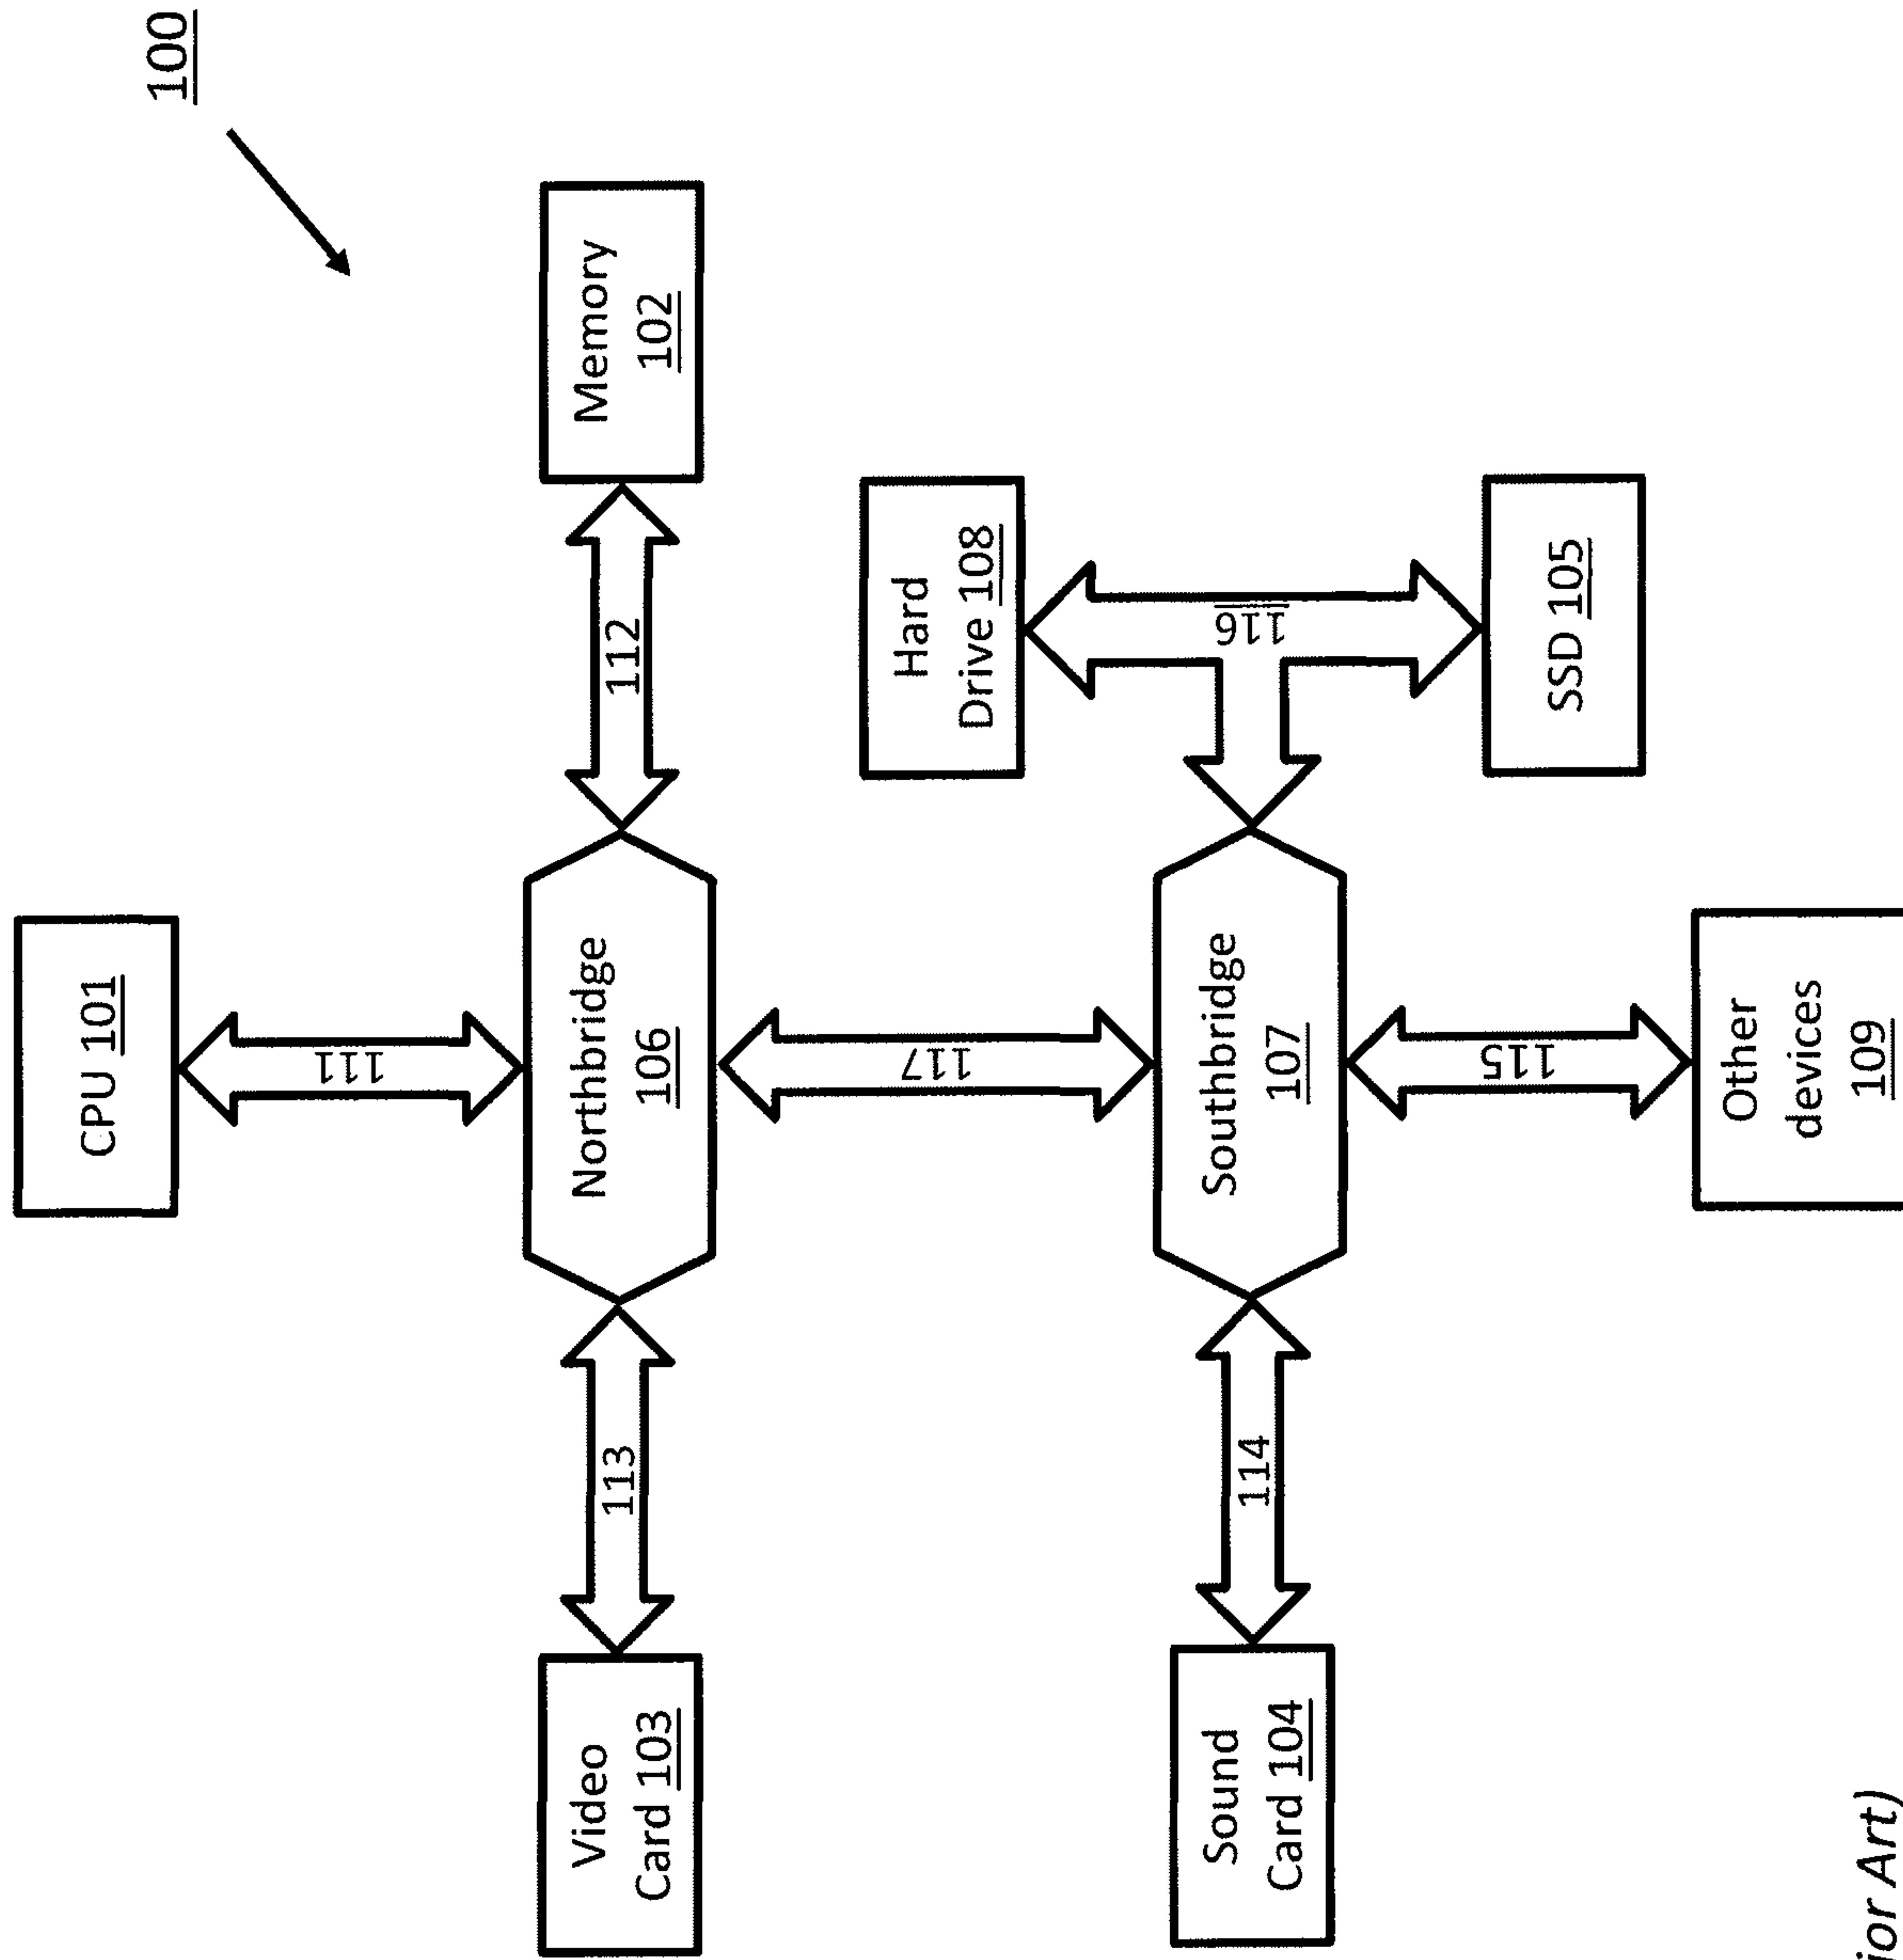 100
CPU 101
111
Video
Card 103
113
Northbridge
106
112
Memory
102
117
Hard
Drive 108
116
Sound
Card 104
114
Southbridge
107
SSD 105
115
Other
devices
109
ior Art)